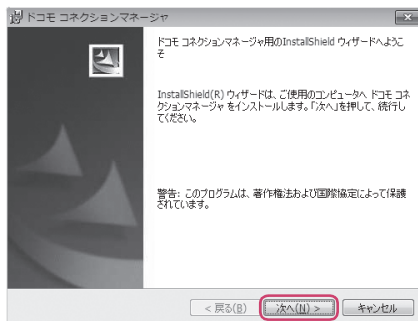 ドコモ コネクションマネージャ
ドコモ コネクションマネージャ用のInstallShield ウィザードへようこ
そ
InstallShield(R) ウィザードは、ご使用のコンピュータへ ドコモ コネ
クションマネージャ をインストールします。「次へ」を押して、続行し
てください。
警告: このプログラムは、著作権法および国際協定によって保護
されています。
< 戻る(B)
次へ(N) >
キャンセル